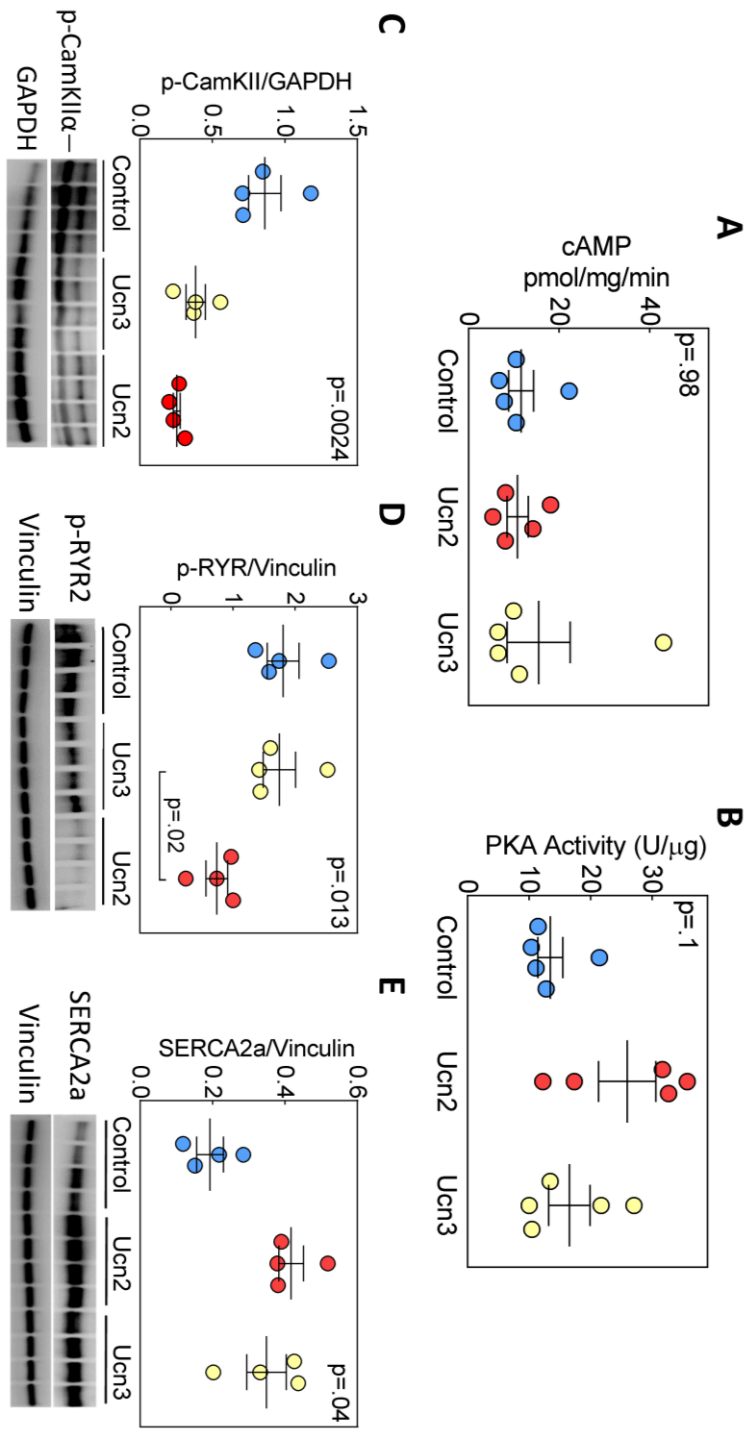 A
cAMP
pmol/mg/min
40
20
0
p=.98
Control
Ucn2
Ucn3
B
PKA Activity (U/μg)
30
20
10
0
p=.1
Control
Ucn2
Ucn3
C
p-CamKII/GAPDH
1.5
1.0
0.5
0.0
p=.0024
Control
Ucn3
Ucn2
p-CamKIIα—
GAPDH
D
p-RYR/Vinculin
3
2
1
0
p=.013
p=.02
Control
Ucn3
Ucn2
p-RYR2
Vinculin
E
SERCA2a/Vinculin
0.6
0.4
0.2
0.0
p=.04
Control
Ucn2
Ucn3
SERCA2a
Vinculin